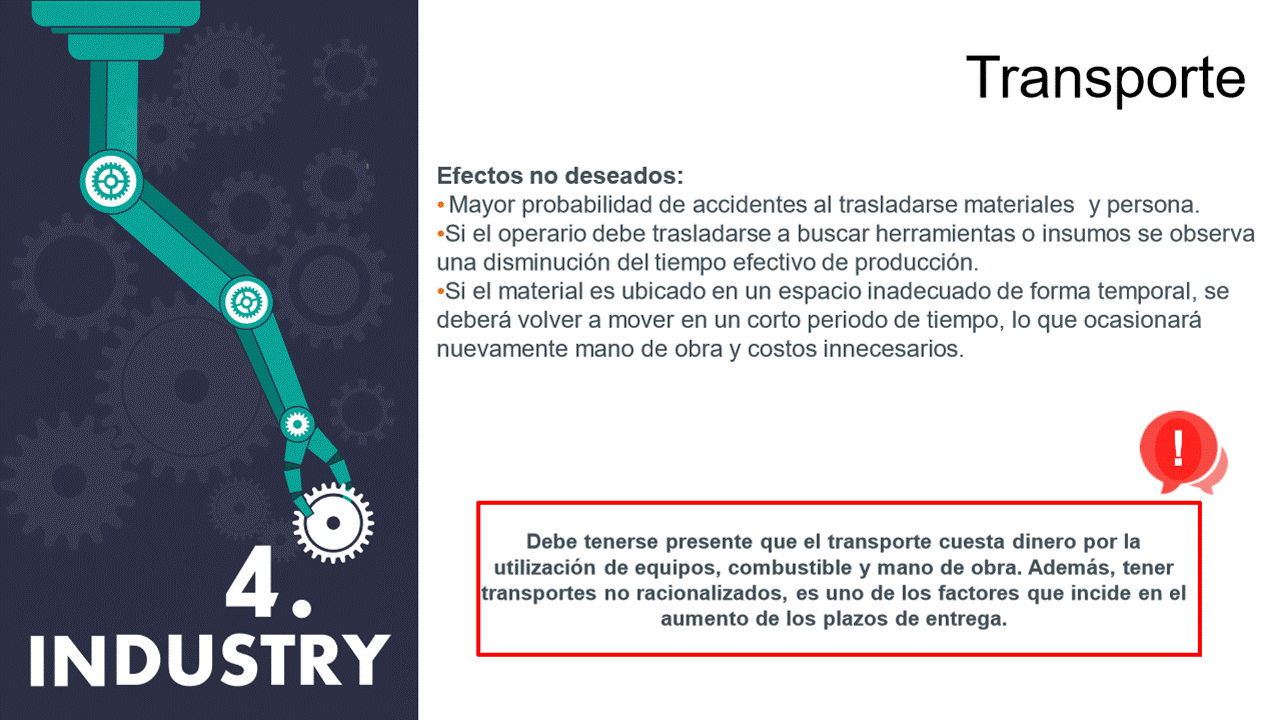 Transporte
Efectos no deseados:
• Mayor probabilidad de accidentes al trasladarse materiales  y persona.
•Si el operario debe trasladarse a buscar herramientas o insumos se observa
una disminución del tiempo efectivo de producción.
•Si el material es ubicado en un espacio inadecuado de forma temporal, se
deberá volver a mover en un corto periodo de tiempo, lo que ocasionará
nuevamente mano de obra y costos innecesarios.
!
Debe tenerse presente que el transporte cuesta dinero por la
utilización de equipos, combustible y mano de obra. Además, tener
transportes no racionalizados, es uno de los factores que incide en el
aumento de los plazos de entrega.
4.
INDUSTRY